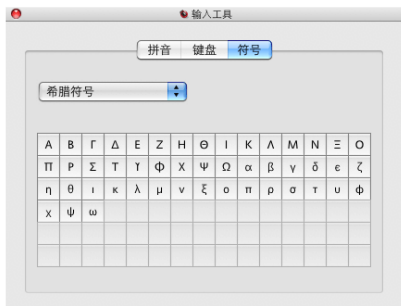 输入工具
拼音 键盘 符号
希腊符号
Α Β Γ Δ Ε Ζ Η Θ Ι Κ Λ Μ Ν Ξ Ο
Π Ρ Σ Τ Υ Φ Χ Ψ Ω α β γ δ ε ζ
η θ ι κ λ μ ν ξ ο π ρ σ τ υ φ
χ ψ ω